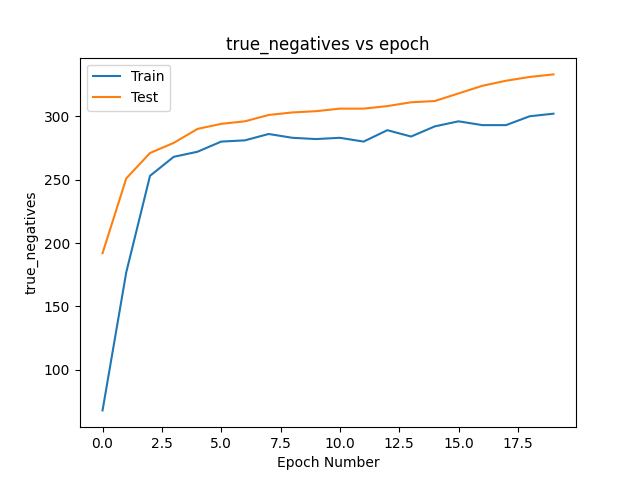 true_negatives vs epoch
Train
Test
300
250
200
150
100
true_negatives
0.0 2.5 5.0 7.5 10.0 12.5 15.0 17.5
Epoch Number